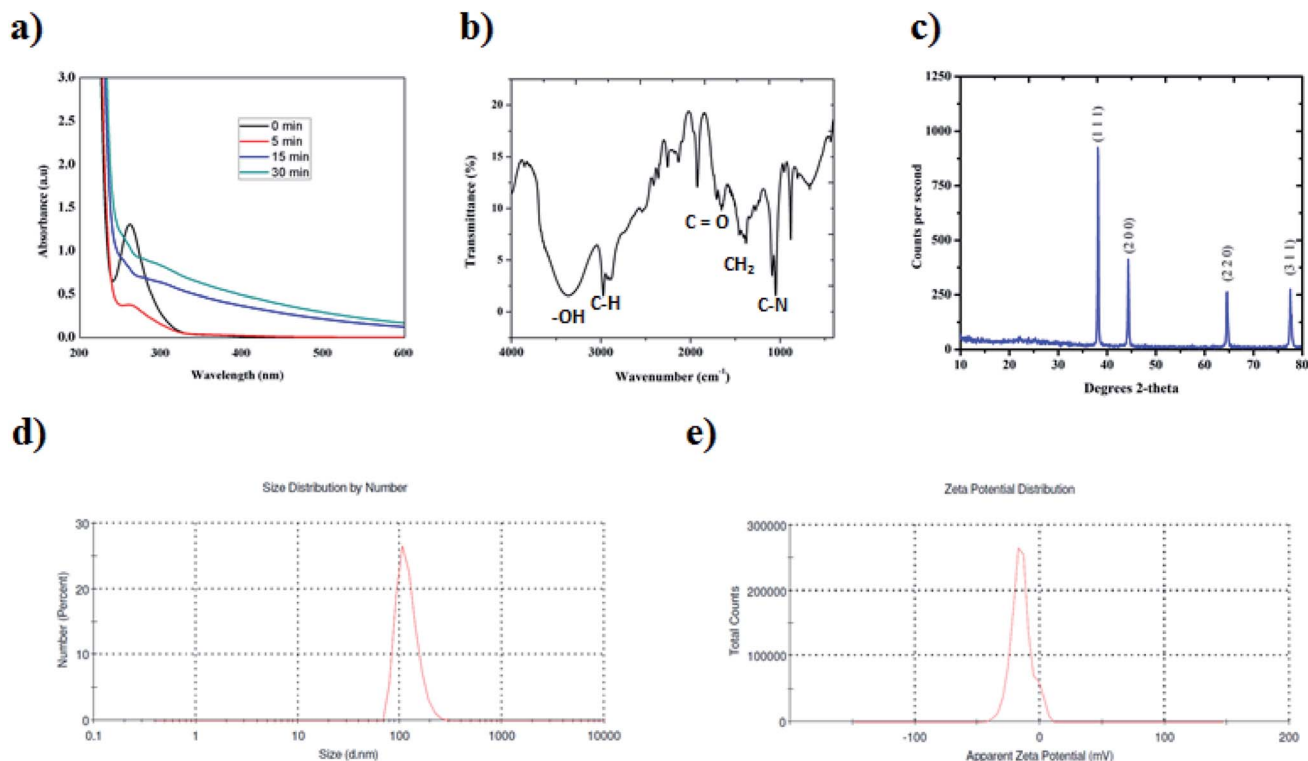 a)
3.0
2.5
2.0
1.5
1.0
0.5
0.0
Absorbance (a.u)
0 min
5 min
15 min
30 min
200
300
400
500
600
Wavelength (nm)
b)
20
15
10
5
0
Transmittance (%)
-OH
C-H
C = O
CH₂
C-N
4000
3000
2000
1000
Wavenumber (cm⁻¹)
c)
1250
1000
750
500
250
0
Counts per second
(1 1 1)
(2 0 0)
(2 2 0)
(3 1 1)
10
20
30
40
50
60
70
80
Degrees 2-theta
d)
Size Distribution by Number
30
20
10
0
Number (Percent)
0.1
1
10
100
1000
10000
Size (d.nm)
e)
Zeta Potential Distribution
300000
200000
100000
0
Total Counts
-100
0
100
200
Apparent Zeta Potential (mV)